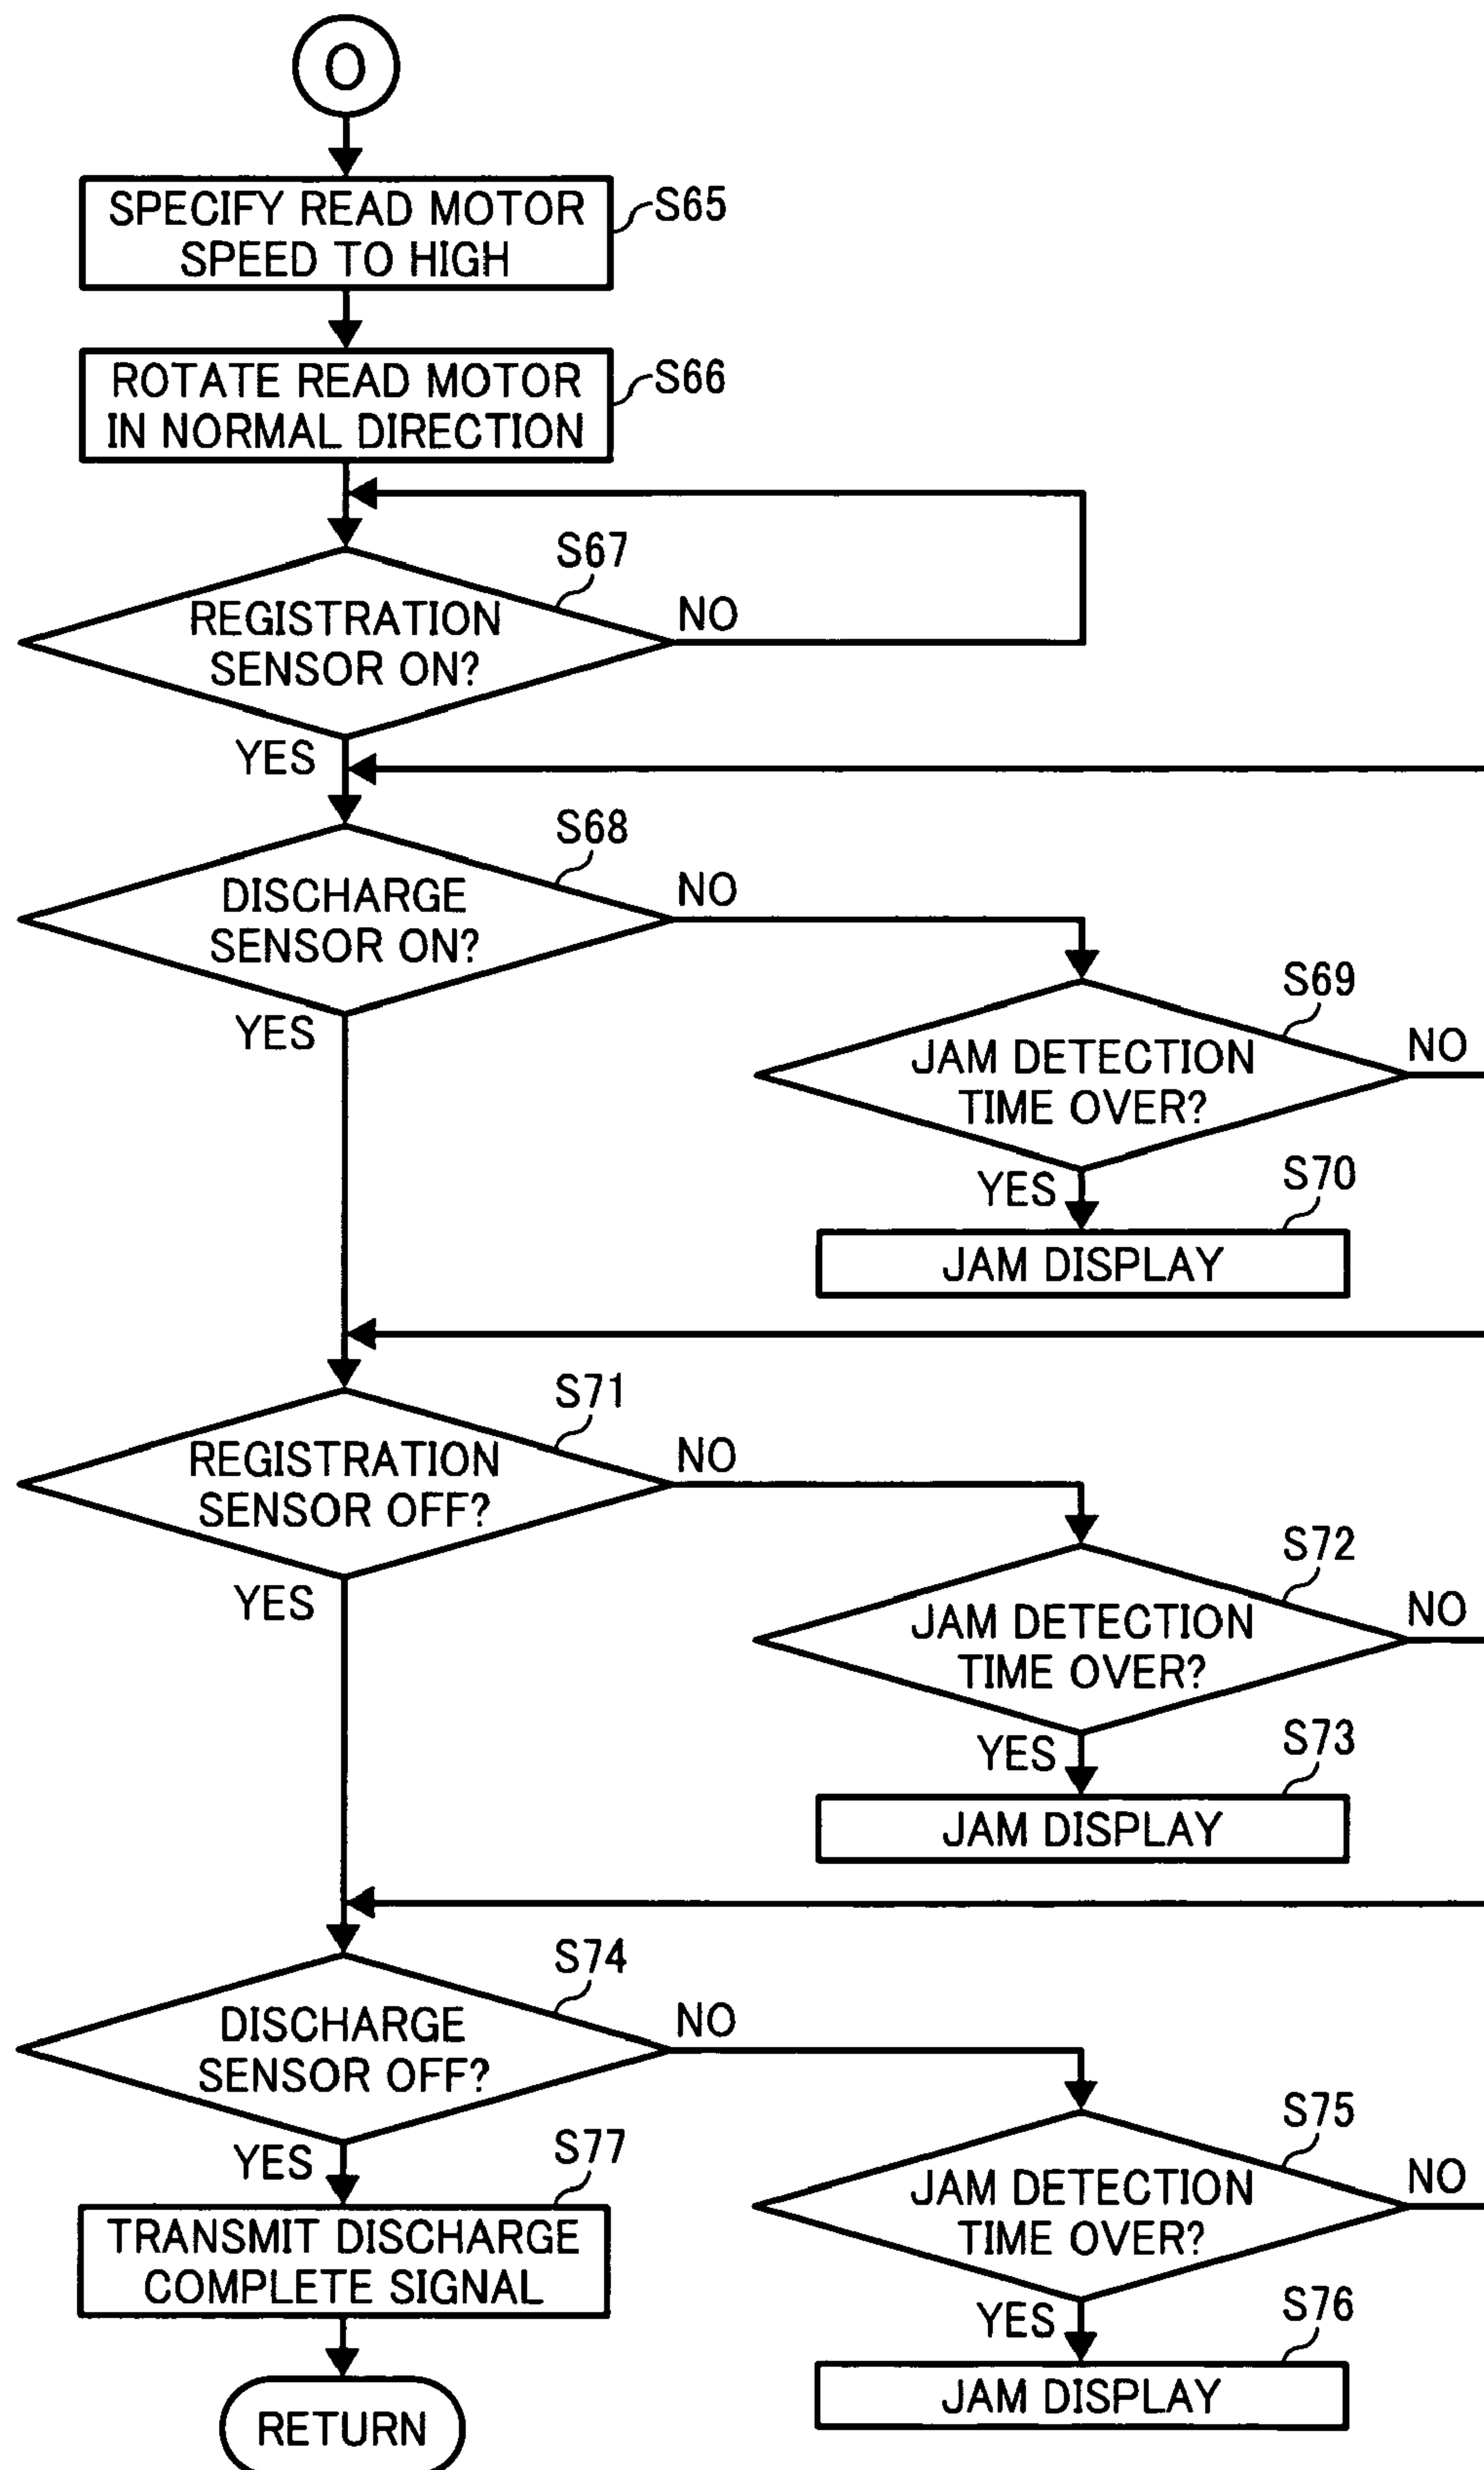 O
SPECIFY READ MOTOR
SPEED TO HIGH
S65
ROTATE READ MOTOR
IN NORMAL DIRECTION
S66
S67
REGISTRATION
SENSOR ON?
NO
YES
S68
DISCHARGE
SENSOR ON?
NO
YES
S69
JAM DETECTION
TIME OVER?
NO
YES
S70
JAM DISPLAY
S71
REGISTRATION
SENSOR OFF?
NO
YES
S72
JAM DETECTION
TIME OVER?
NO
YES
S73
JAM DISPLAY
S74
DISCHARGE
SENSOR OFF?
NO
YES
S75
JAM DETECTION
TIME OVER?
NO
YES
S76
JAM DISPLAY
S77
TRANSMIT DISCHARGE
COMPLETE SIGNAL
RETURN